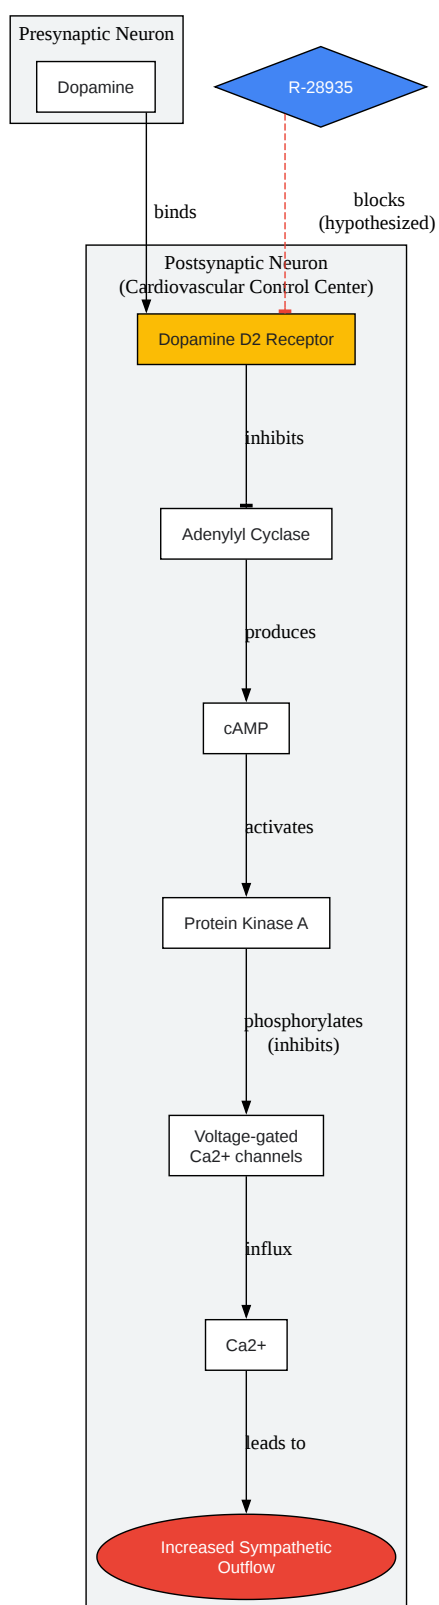 Presynaptic Neuron
Dopamine
R-28935
binds
blocks
(hypothesized)
Postsynaptic Neuron
(Cardiovascular Control Center)
Dopamine D2 Receptor
inhibits
Adenylyl Cyclase
produces
cAMP
activates
Protein Kinase A
phosphorylates
(inhibits)
Voltage-gated
Ca2+ channels
influx
Ca2+
leads to
Increased Sympathetic
Outflow